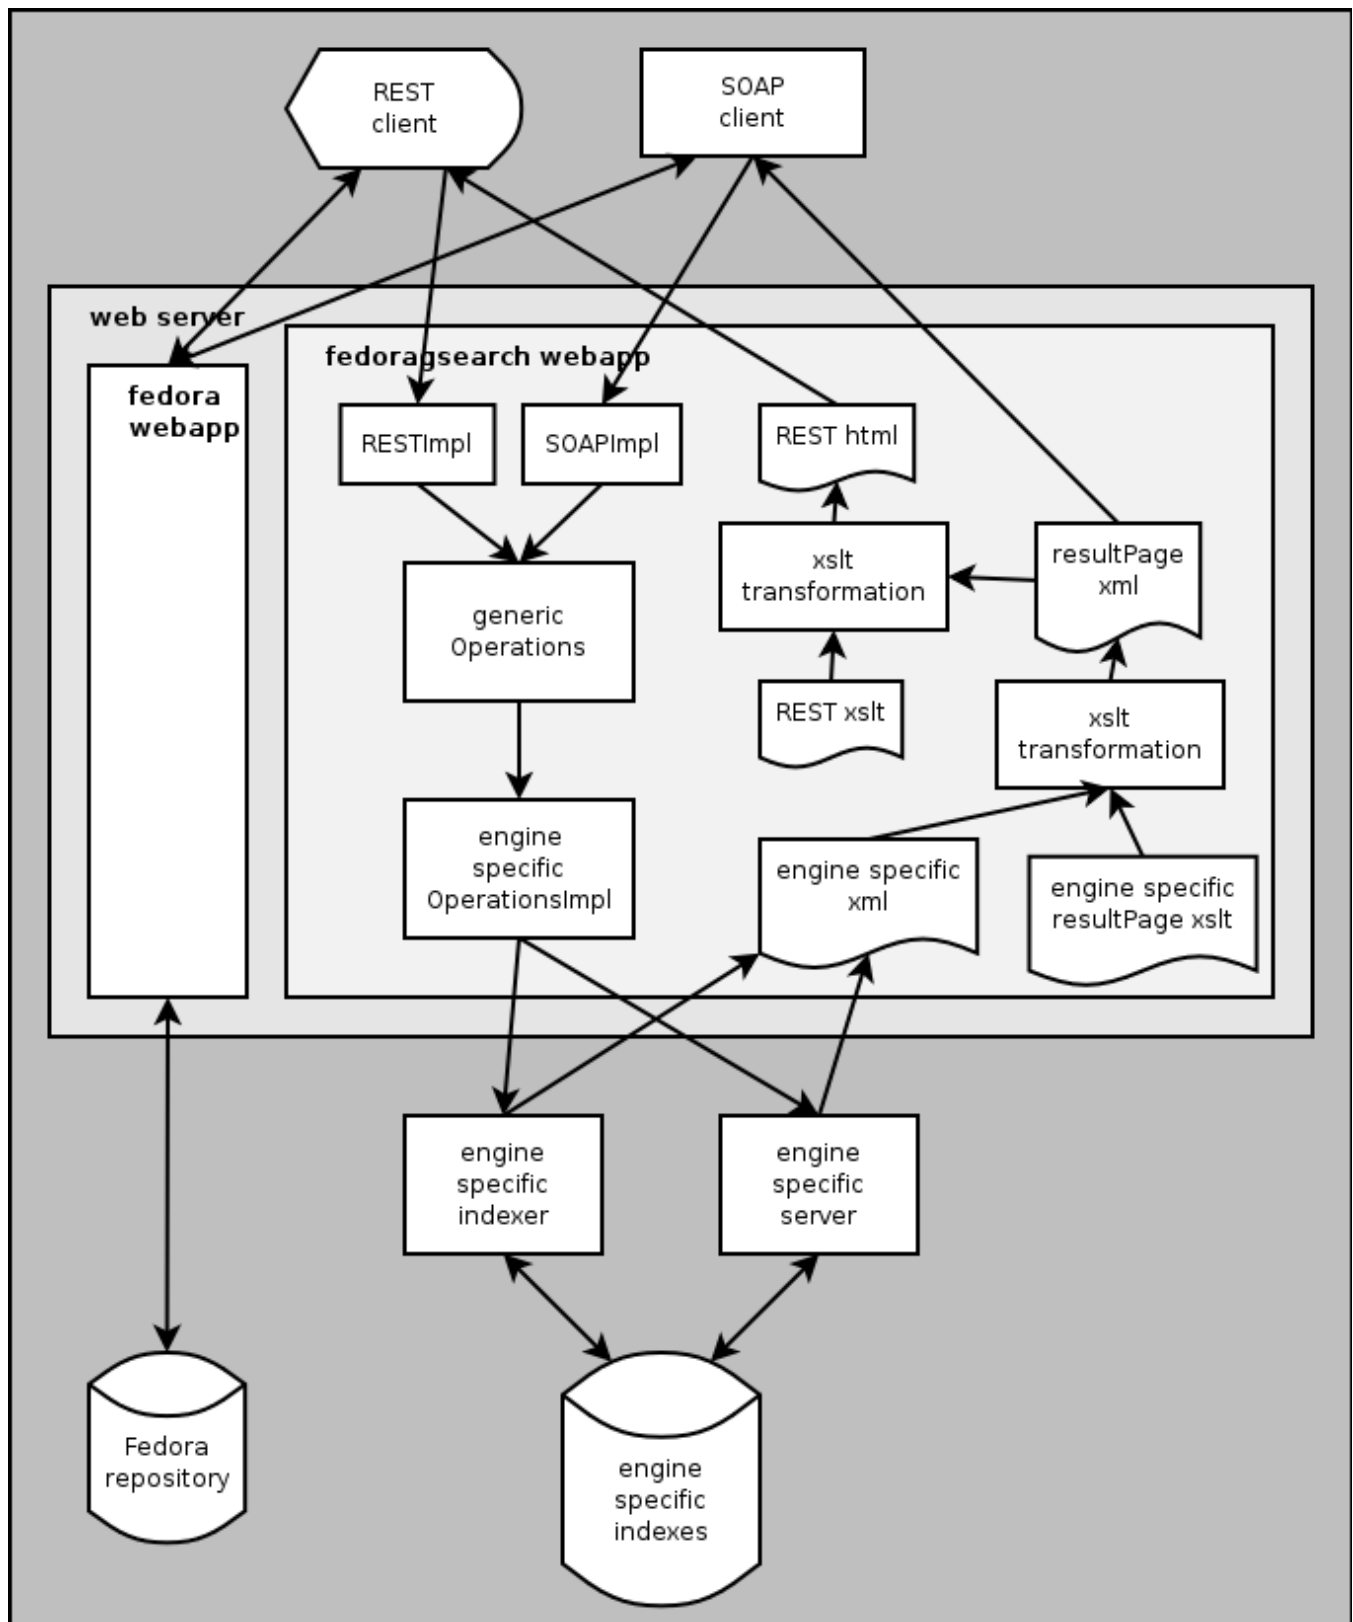 REST
client
SOAP
client
web server
fedoragsearch webapp
fedora
webapp
RESTImpl
SOAPImpl
REST html
generic
Operations
xslt
transformation
resultPage
xml
REST xslt
xslt
transformation
engine
specific
OperationsImpl
engine specific
xml
engine specific
resultPage xslt
engine
specific
indexer
engine
specific
server
Fedora
repository
engine
specific
indexes